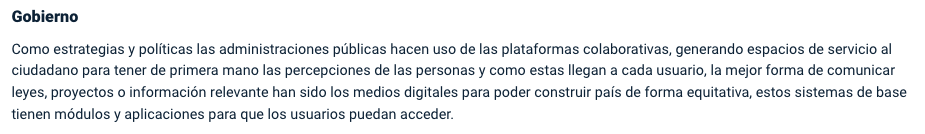 Gobierno
Como estrategias y políticas las administraciones públicas hacen uso de las plataformas colaborativas, generando espacios de servicio al
ciudadano para tener de primera mano las percepciones de las personas y como estas llegan a cada usuario, la mejor forma de comunicar
leyes, proyectos o información relevante han sido los medios digitales para poder construir país de forma equitativa, estos sistemas de base
tienen módulos y aplicaciones para que los usuarios puedan acceder.